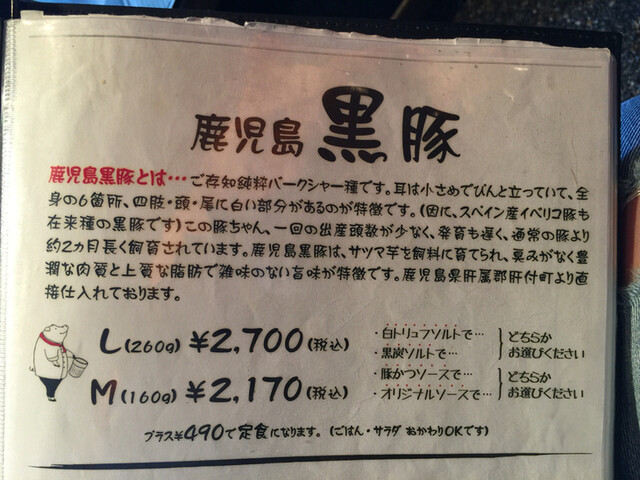 鹿児島 黒豚
鹿児島黒豚とは・・・ご存知純粋バークシャー種です。耳は小さめでぴんと立っていて、全
身の6箇所、四肢・頭・尾に白い部分があるのが特徴です。(因に、スペイン産イベリコ豚も
在来種の黒豚です)この豚ちゃん、一回の出産頭数が少なく、発育も遅く、通常の豚より
約2ヵ月長く飼育されています。鹿児島黒豚は、サツマ芋を飼料に育てられ、臭みがなく豊
潤な肉質と上質な脂肪で雑味のない旨味が特徴です。鹿児島県肝属郡肝付町より直
接仕入れております。
L(260g) ¥2,700(税込)
M(160g) ¥2,170(税込)
・白トリュフソルトで…
・黒炭ソルトで…
どちらか
お選びください
・豚かつソースで…
・オリジナルソースで…
どちらか
お選びください
プラス¥490で定食になります。(ごはん・サラダ おかわりOKです)